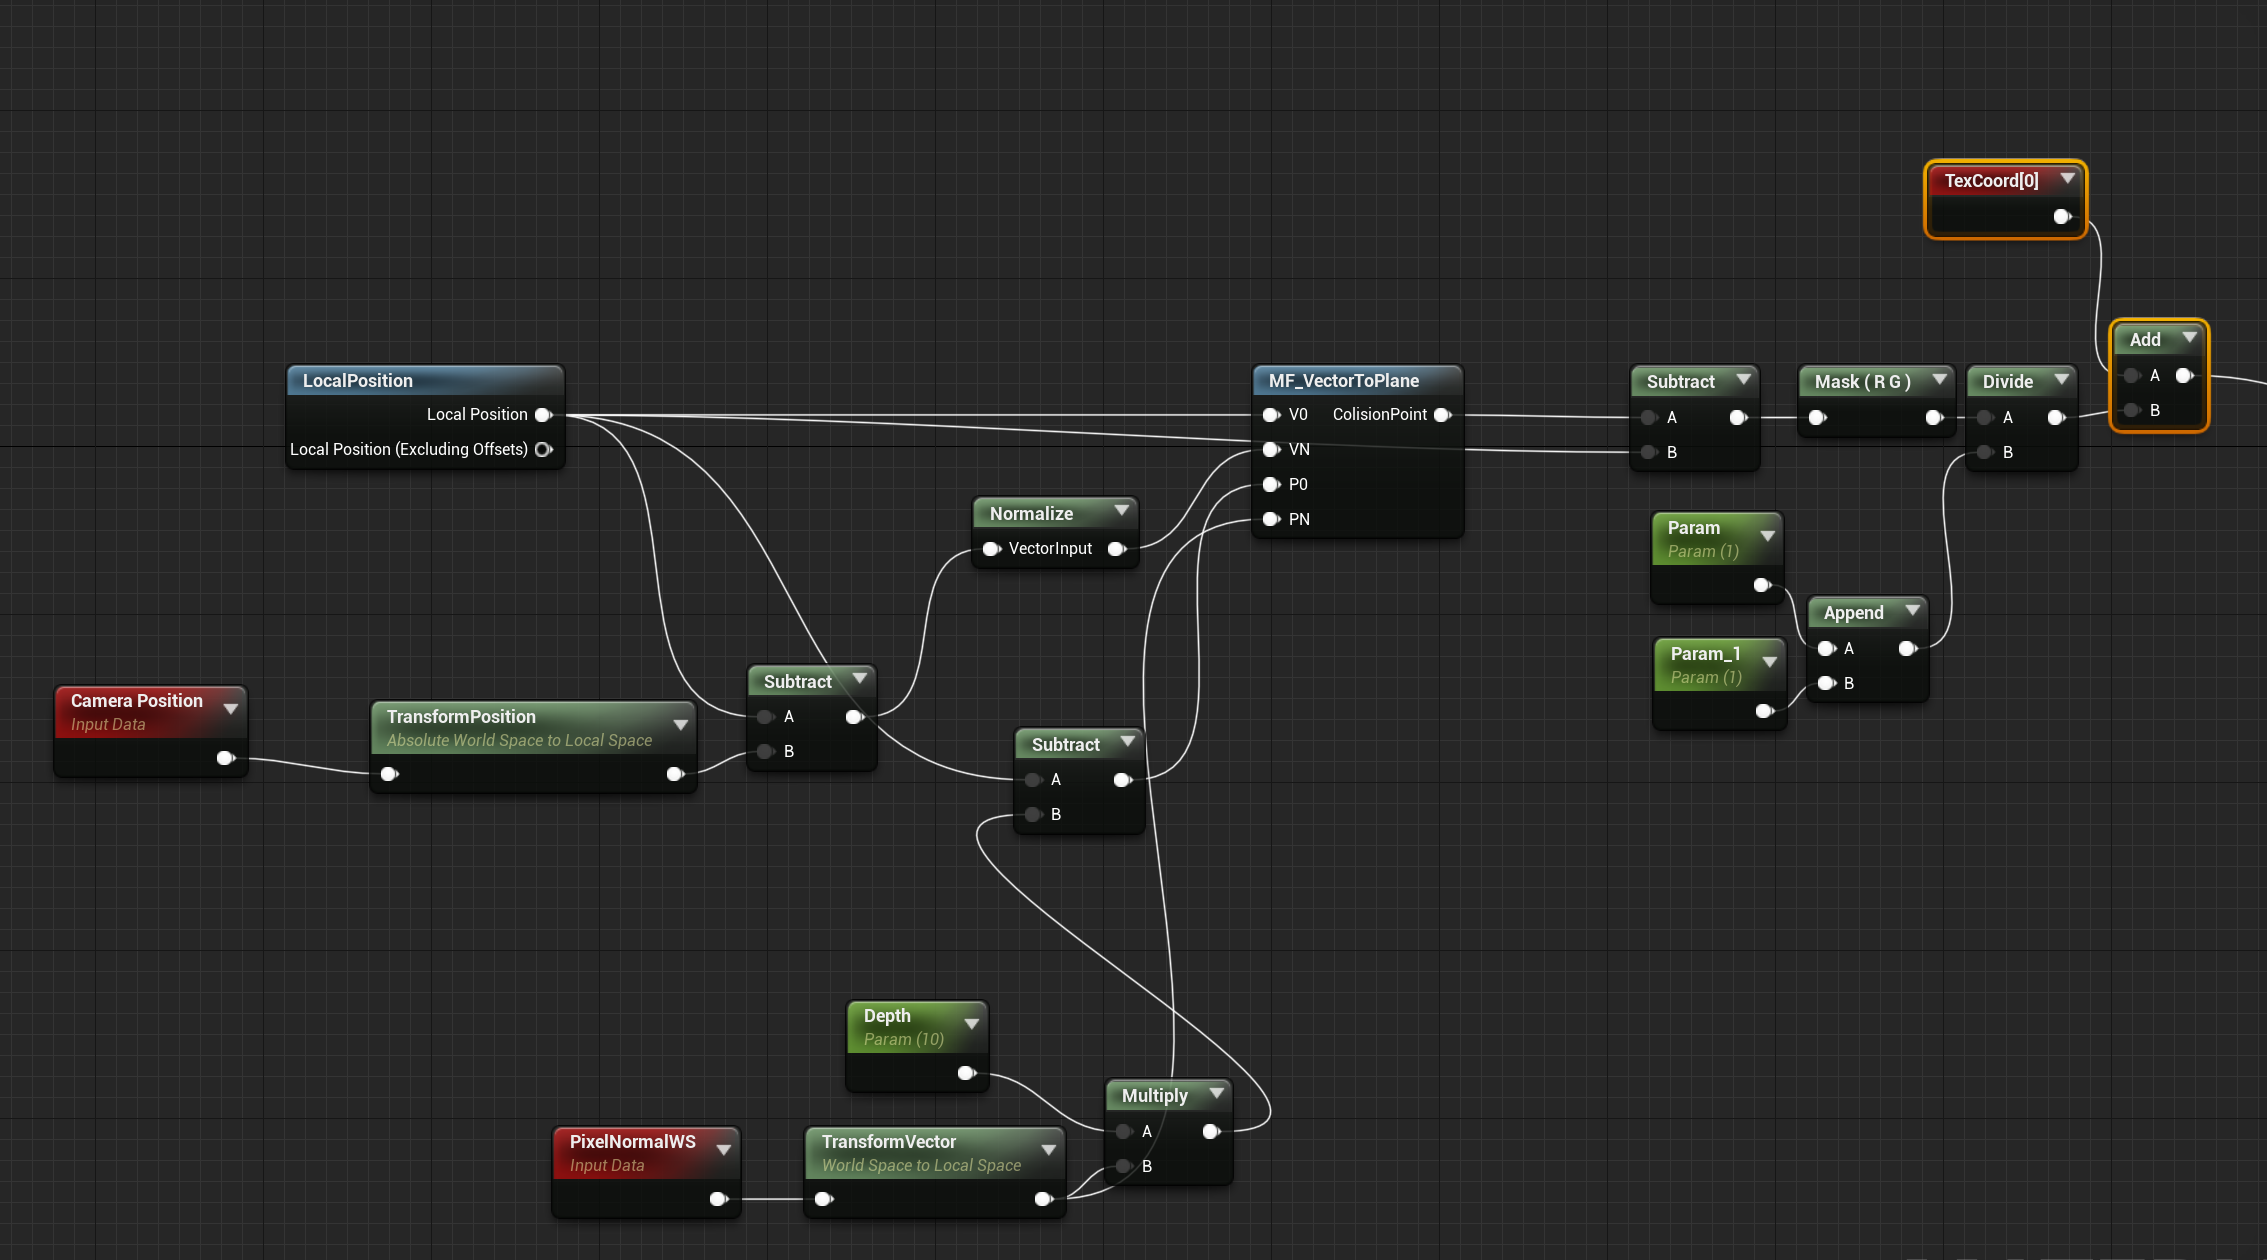 TexCoord[0]
Add
A
B
LocalPosition
Local Position
Local Position (Excluding Offsets)
MF_VectorToPlane
V0
ColisionPoint
VN
P0
PN
Subtract
A
B
Mask ( R G )
Divide
A
B
Normalize
VectorInput
Param
Param (1)
Append
A
B
Param_1
Param (1)
Camera Position
Input Data
TransformPosition
Absolute World Space to Local Space
Subtract
A
B
Subtract
A
B
Depth
Param (10)
Multiply
A
B
PixelNormalWS
Input Data
TransformVector
World Space to Local Space